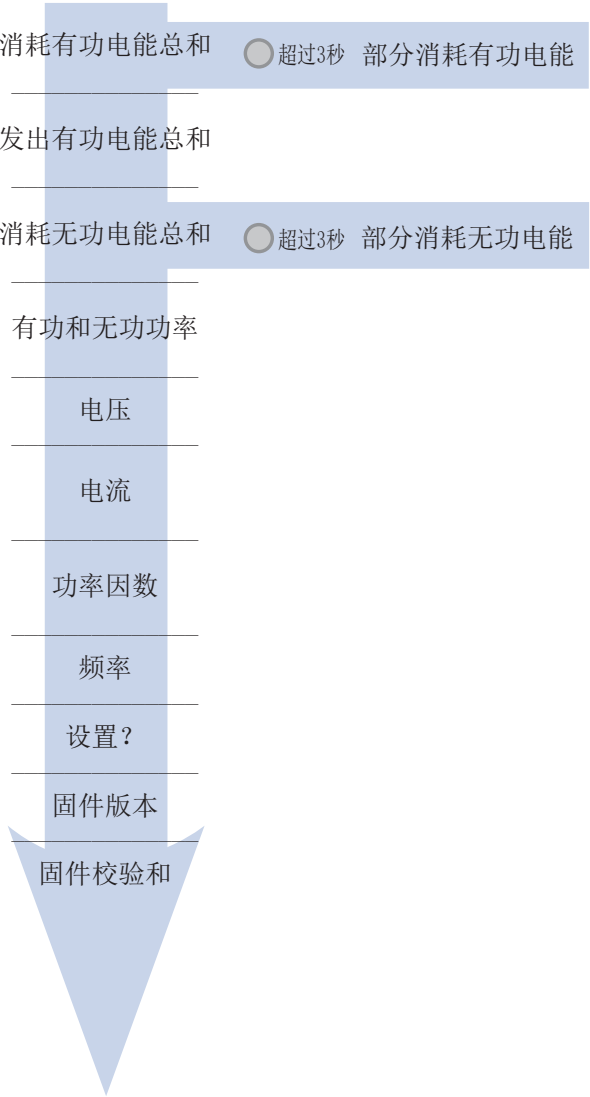 消耗有功电能总和 超过3秒 部分消耗有功电能
发出有功电能总和
消耗无功电能总和 超过3秒 部分消耗无功电能
有功和无功功率
电压
电流
功率因数
频率
设置？
固件版本
固件校验和